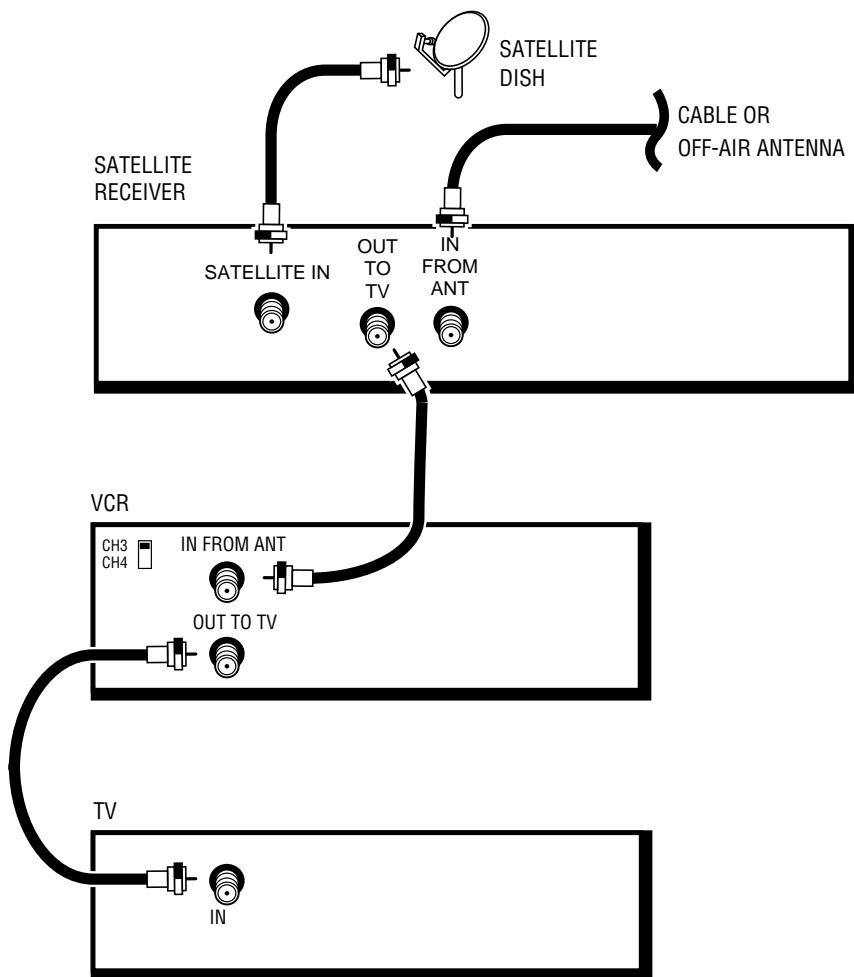 SATELLITE
DISH
CABLE OR
OFF-AIR ANTENNA
SATELLITE
RECEIVER
SATELLITE IN
OUT
TO
TV
IN
FROM
ANT
VCR
CH3
CH4
IN FROM ANT
OUT TO TV
TV
IN